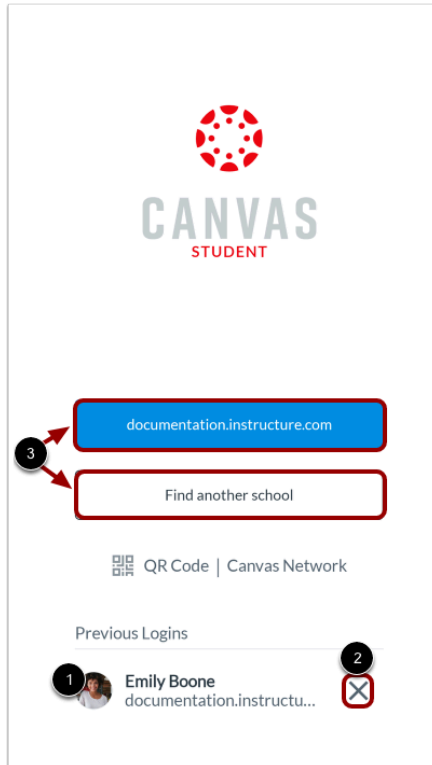 CANVAS
STUDENT
documentation.instructure.com
3
Find another school
QR Code | Canvas Network
Previous Logins
2
1
Emily Boone
documentation.instructu...